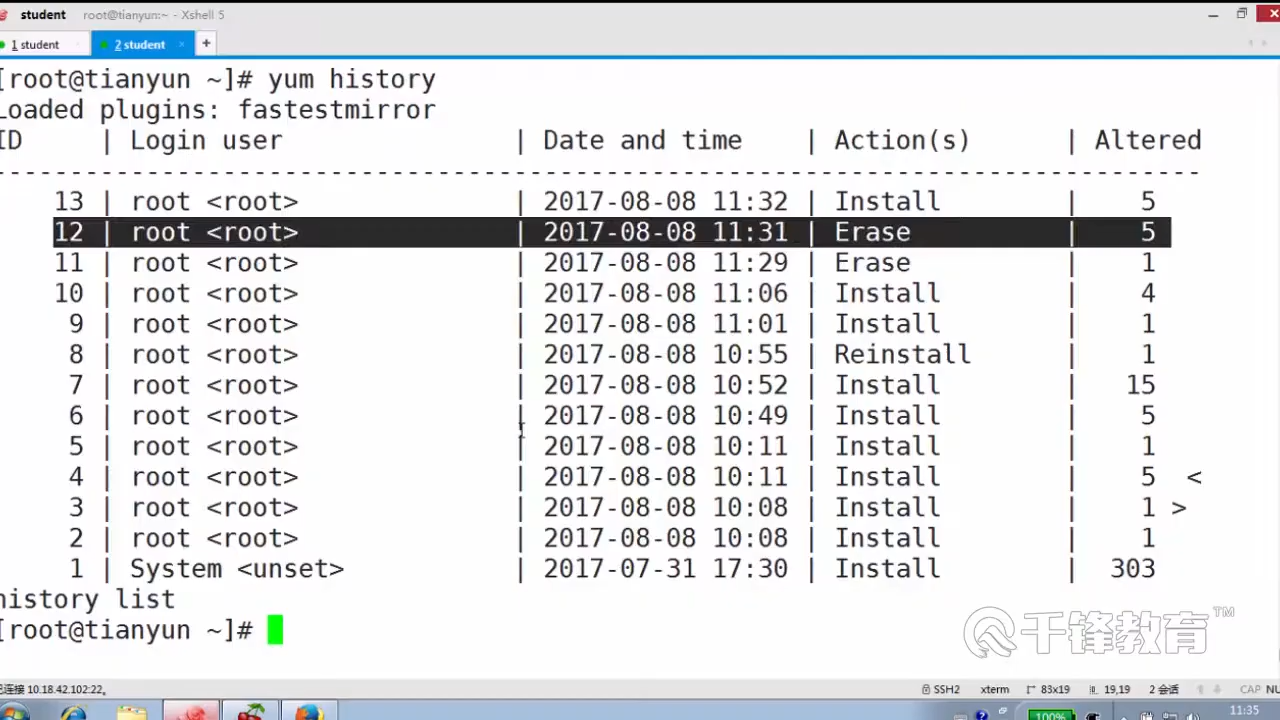 student root@tianyun:~ - Xshell 5
1 student 2 student +
[root@tianyun ~]# yum history
Loaded plugins: fastestmirror
ID | Login user | Date and time | Action(s) | Altered
-------------------------------------------------------------------------------
13 | root <root> | 2017-08-08 11:32 | Install | 5
12 | root <root> | 2017-08-08 11:31 | Erase | 5
11 | root <root> | 2017-08-08 11:29 | Erase | 1
10 | root <root> | 2017-08-08 11:06 | Install | 4
9 | root <root> | 2017-08-08 11:01 | Install | 1
8 | root <root> | 2017-08-08 10:55 | Reinstall | 1
7 | root <root> | 2017-08-08 10:52 | Install | 15
6 | root <root> | 2017-08-08 10:49 | Install | 5
5 | root <root> | 2017-08-08 10:11 | Install | 1
4 | root <root> | 2017-08-08 10:11 | Install | 5 <
3 | root <root> | 2017-08-08 10:08 | Install | 1 >
2 | root <root> | 2017-08-08 10:08 | Install | 1
1 | System <unset> | 2017-07-31 17:30 | Install | 303
history list
[root@tianyun ~]#
千锋教育™
已连接 10.18.42.102:22。 SSH2 xterm 83x19 19,19 2 会话 CAP NU
100% 11:35